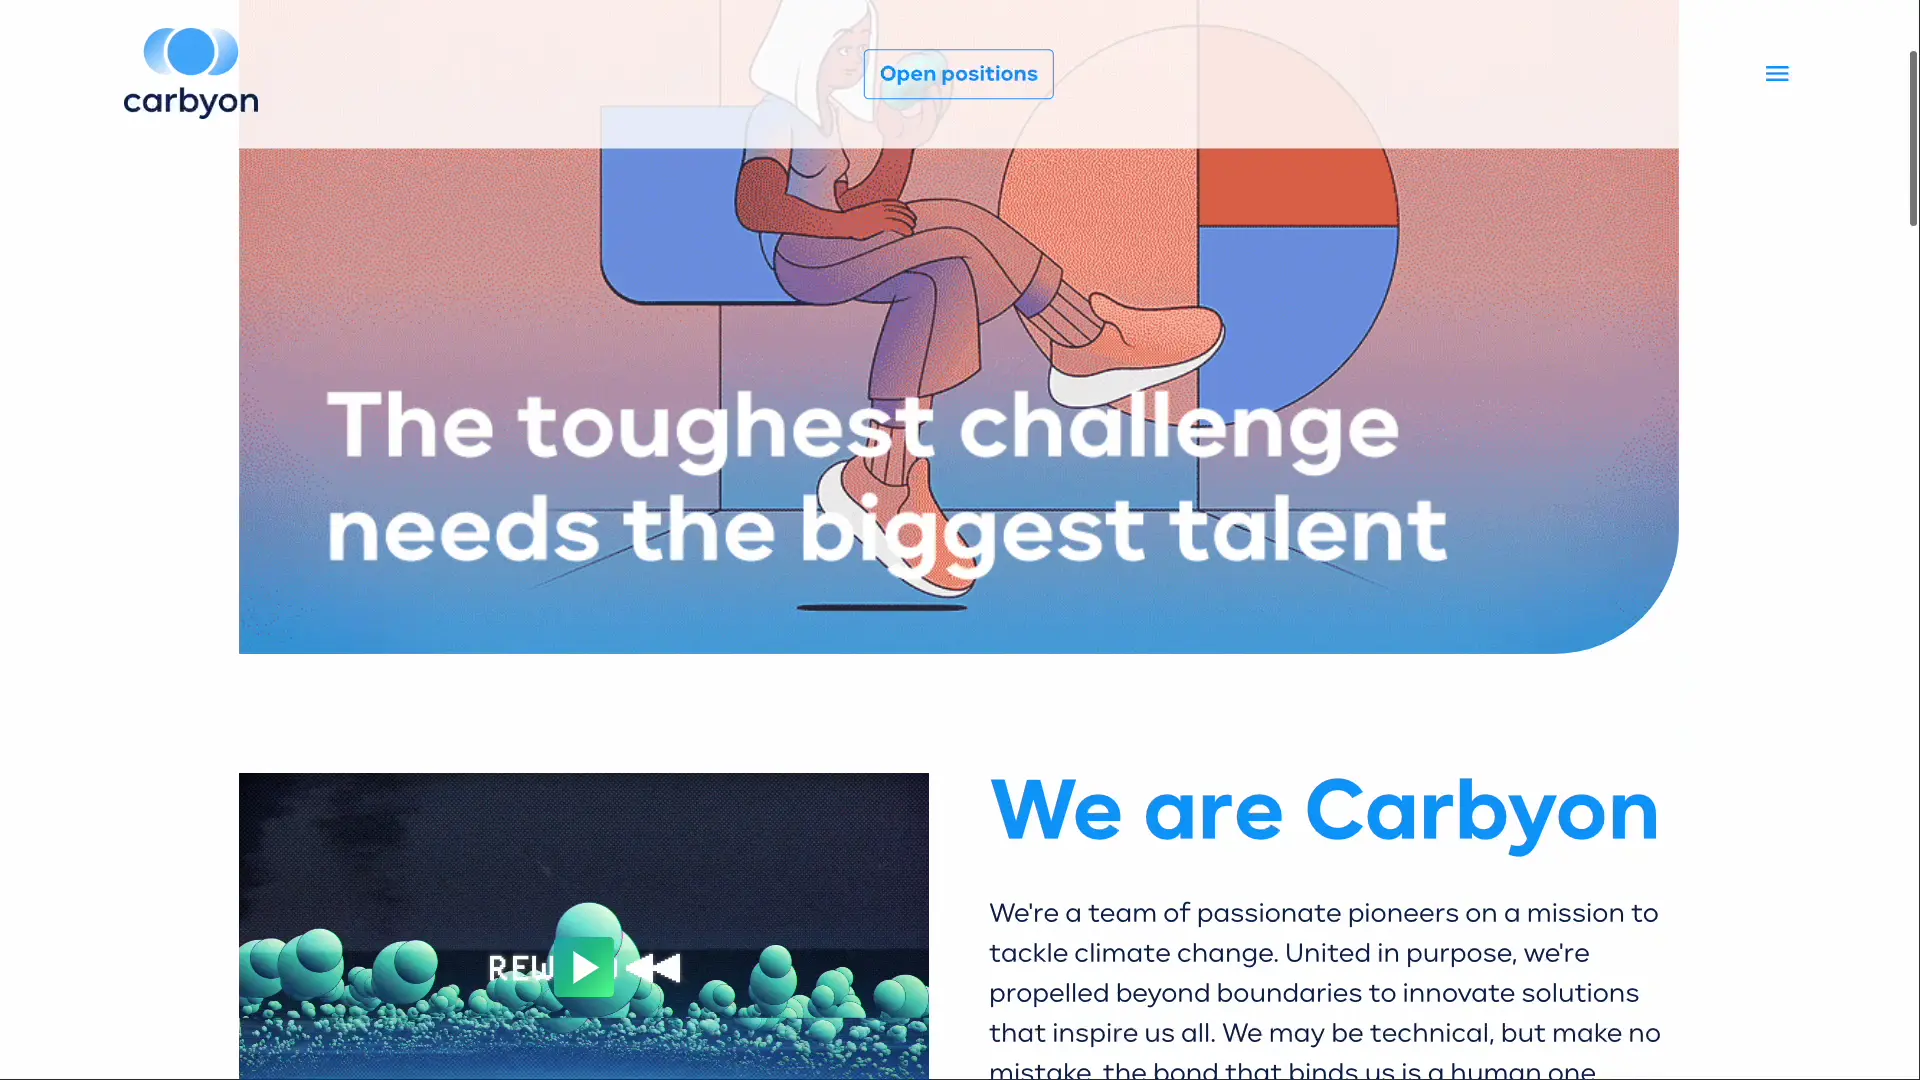 carbyon
Open positions
The toughest challenge
needs the biggest talent
REW
We are Carbyon
We're a team of passionate pioneers on a mission to
tackle climate change. United in purpose, we're
propelled beyond boundaries to innovate solutions
that inspire us all. We may be technical, but make no
mistake, the bond that binds us is a human one